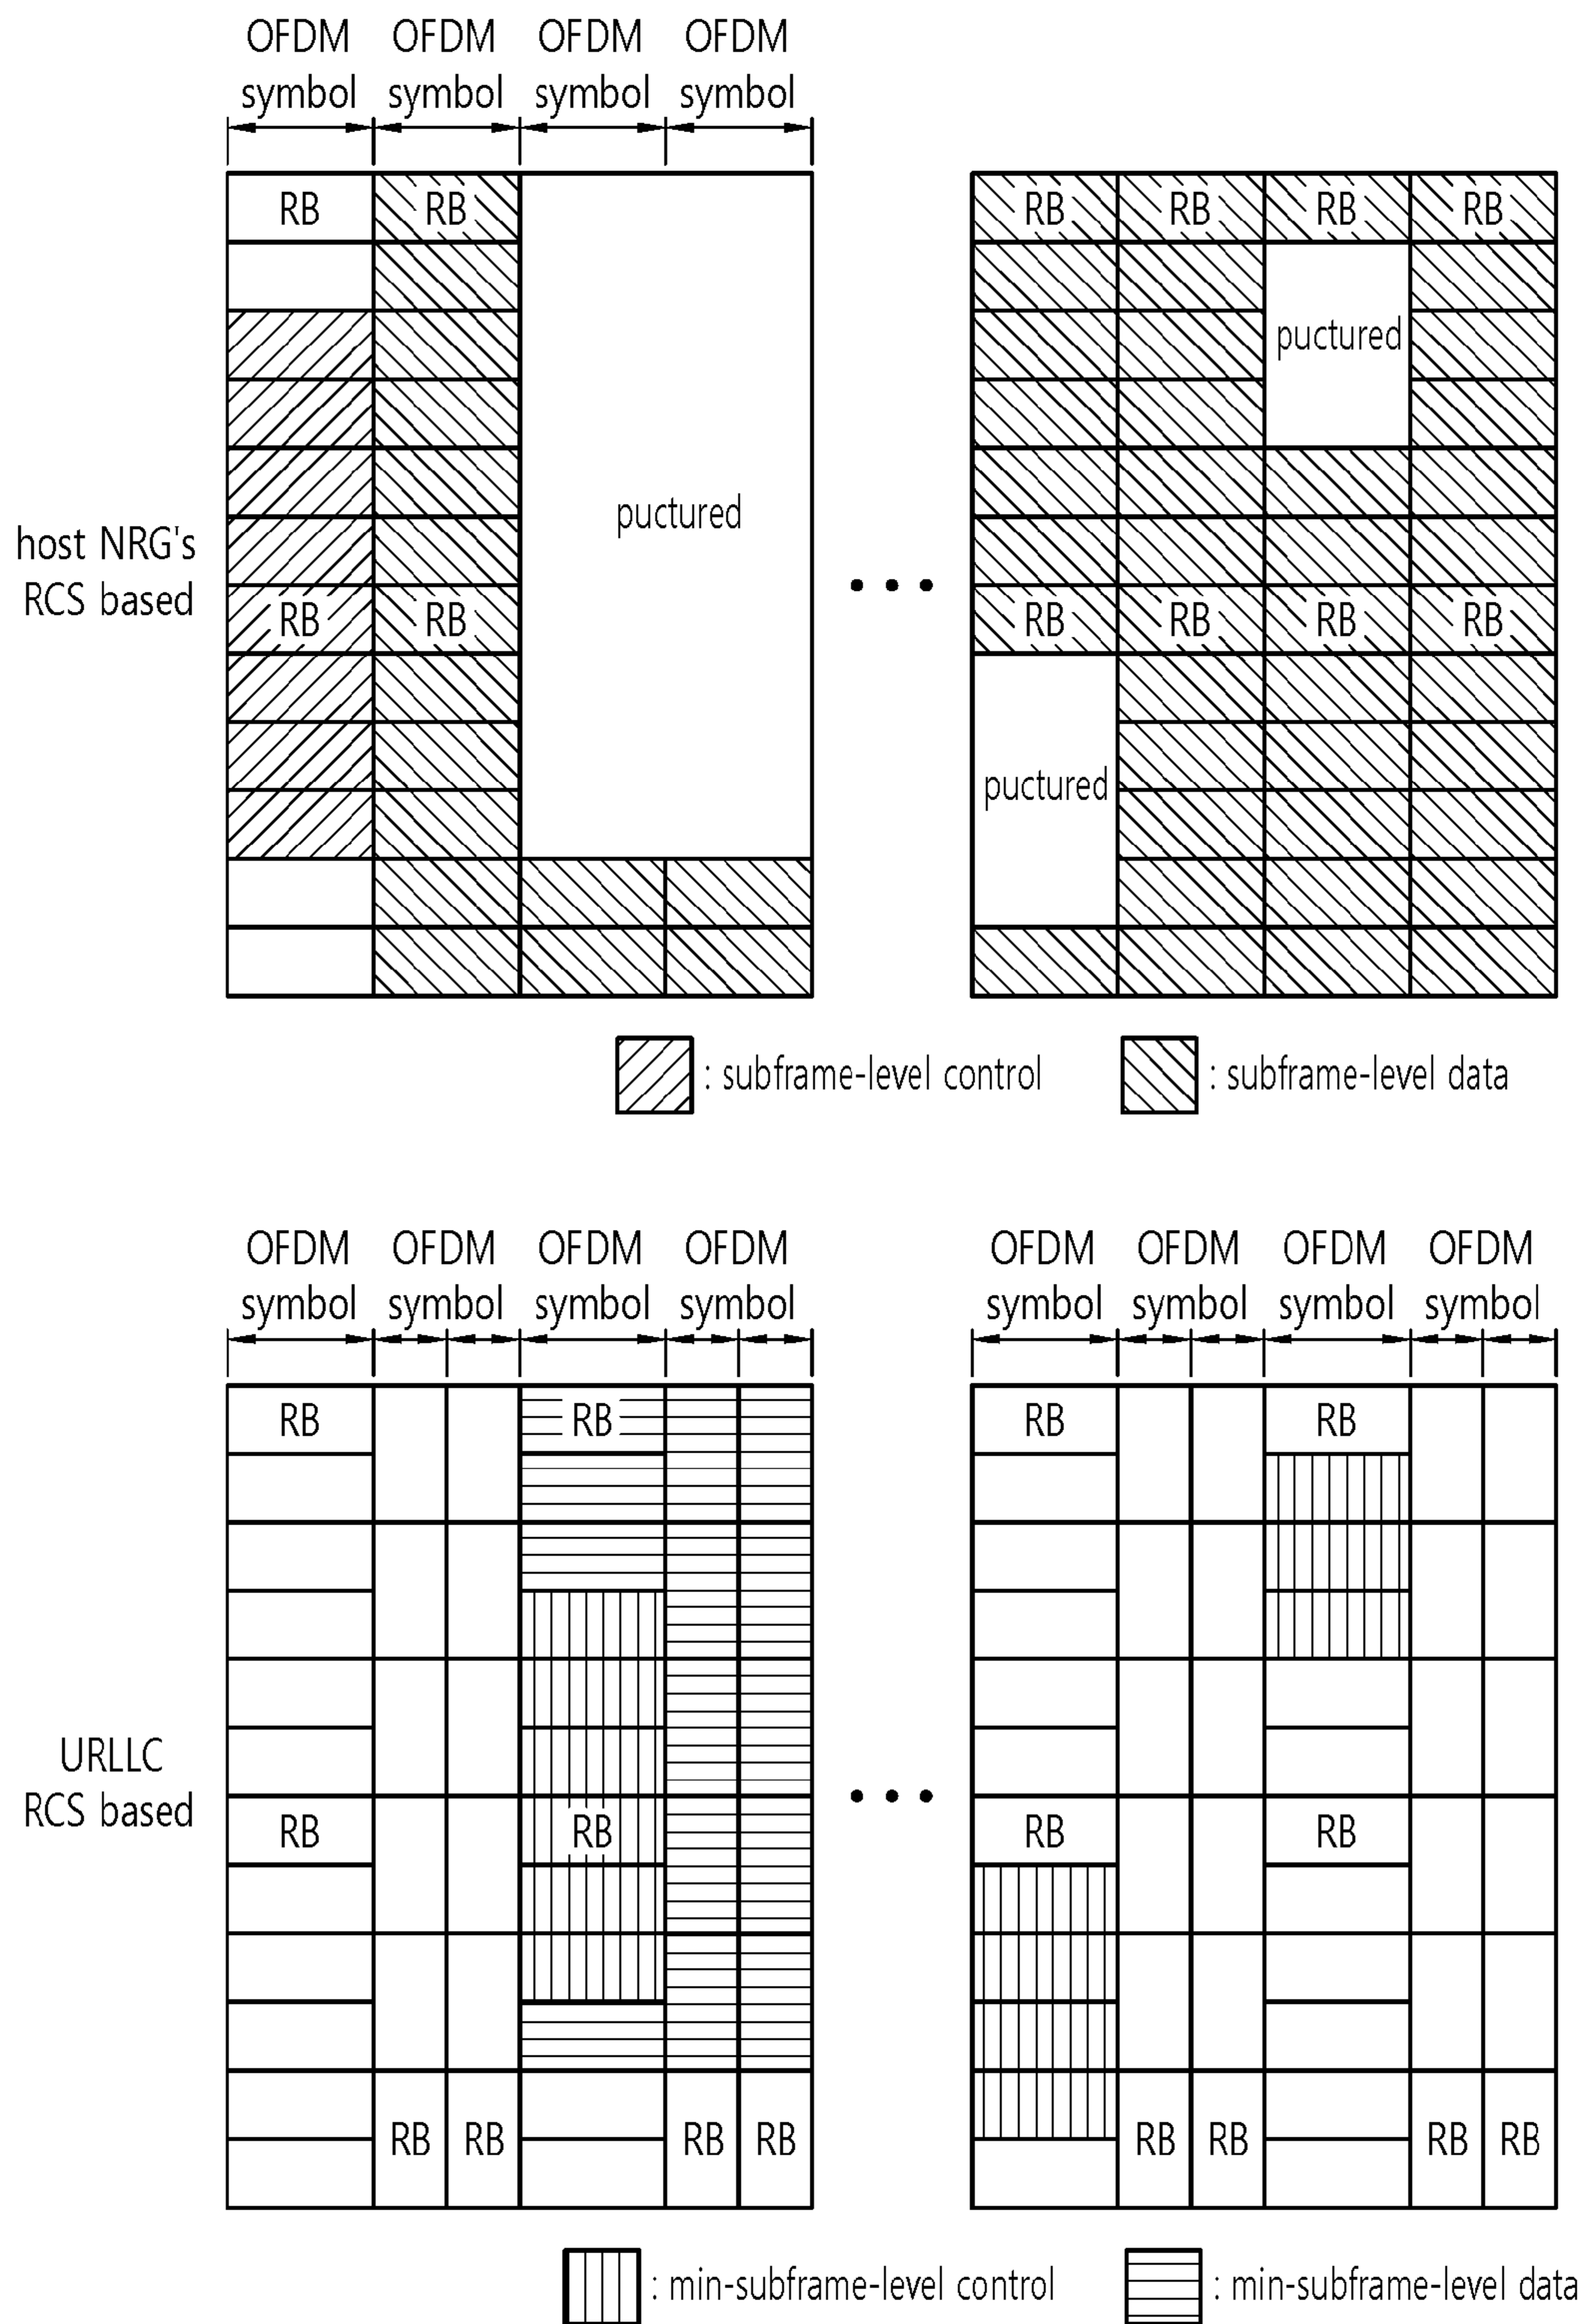 OFDM OFDM OFDM OFDM
symbol symbol symbol symbol
RB RB RB RB RB RB
puctured
puctured
host NRG's
RCS based
RB RB RB RB RB RB
puctured
: subframe-level control : subframe-level data
OFDM OFDM OFDM OFDM OFDM OFDM OFDM OFDM
symbol symbol symbol symbol symbol symbol symbol symbol
RB RB RB RB
URLLC
RCS based
RB RB RB RB
RB RB RB RB RB RB RB RB
: min-subframe-level control : min-subframe-level data